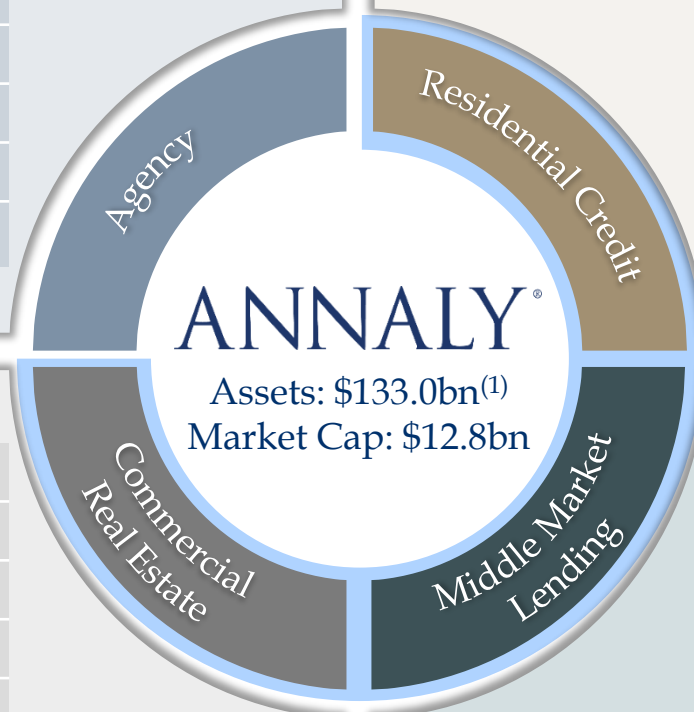 Agency
Residential Credit
ANNALY®
Assets: $133.0bn(1)
Market Cap: $12.8bn
Commercial
Real Estate
Middle Market
Lending